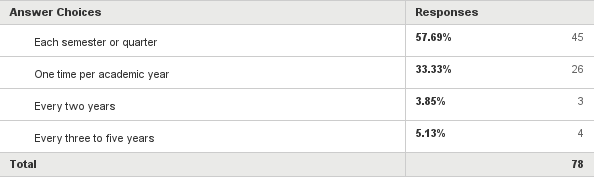 Answer Choices Responses
Each semester or quarter 57.69% 45
One time per academic year 33.33% 26
Every two years 3.85% 3
Every three to five years 5.13% 4
Total 78